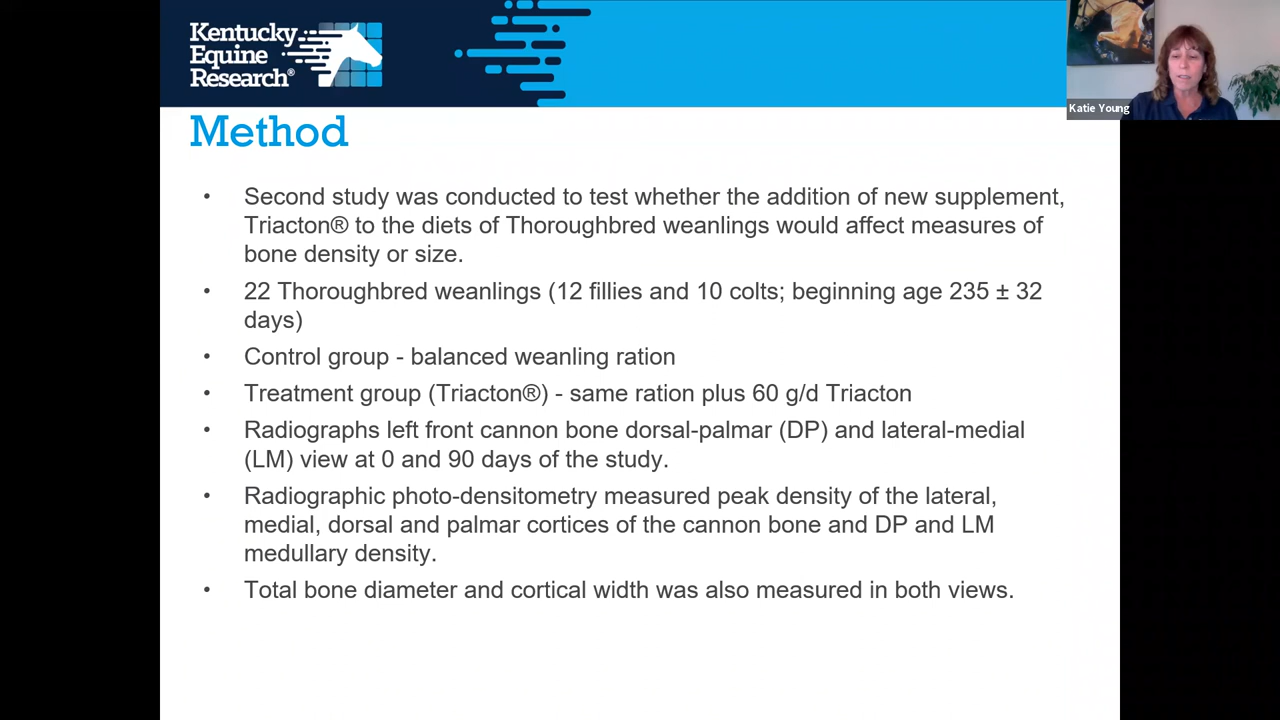 Kentucky
Equine
Research®
Katie Young
Method
• Second study was conducted to test whether the addition of new supplement,
Triacton® to the diets of Thoroughbred weanlings would affect measures of
bone density or size.
• 22 Thoroughbred weanlings (12 fillies and 10 colts; beginning age 235 ± 32
days)
• Control group - balanced weanling ration
• Treatment group (Triacton®) - same ration plus 60 g/d Triacton
• Radiographs left front cannon bone dorsal-palmar (DP) and lateral-medial
(LM) view at 0 and 90 days of the study.
• Radiographic photo-densitometry measured peak density of the lateral,
medial, dorsal and palmar cortices of the cannon bone and DP and LM
medullary density.
• Total bone diameter and cortical width was also measured in both views.